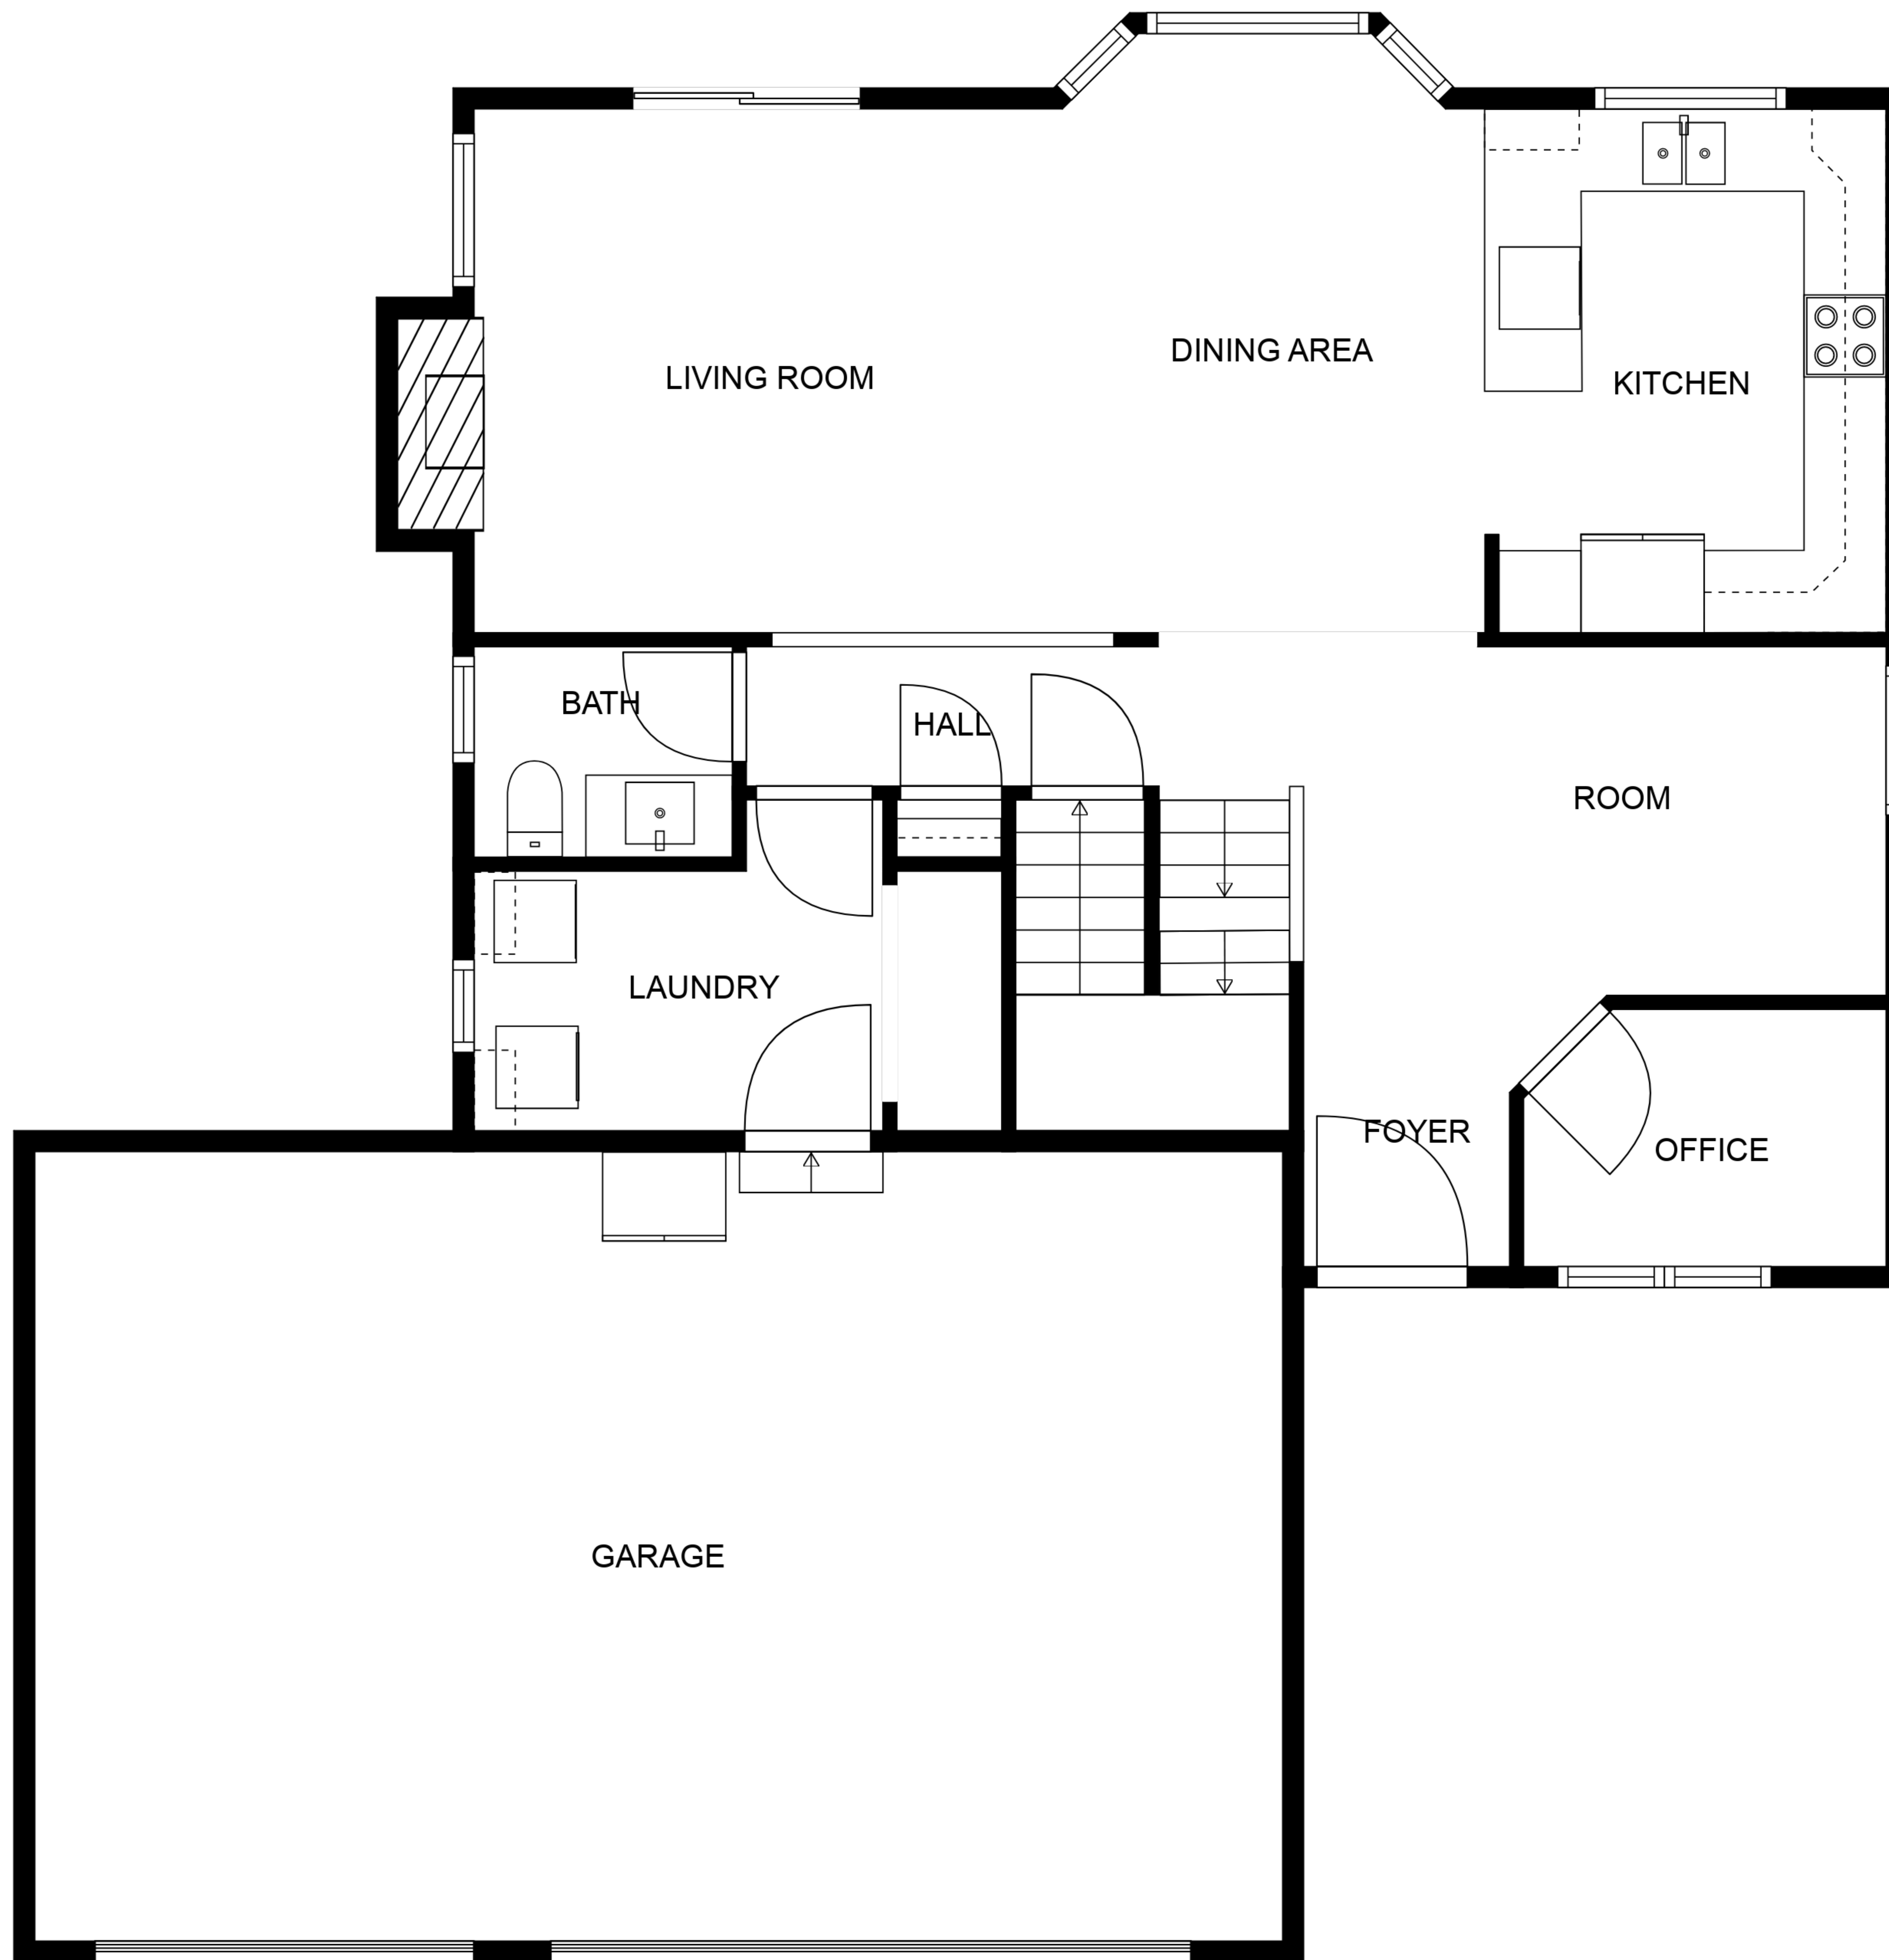 DINING AREA
LIVING ROOM
KITCHEN
BATH
HALL
ROOM
LAUNDRY
FOYER
OFFICE
GARAGE